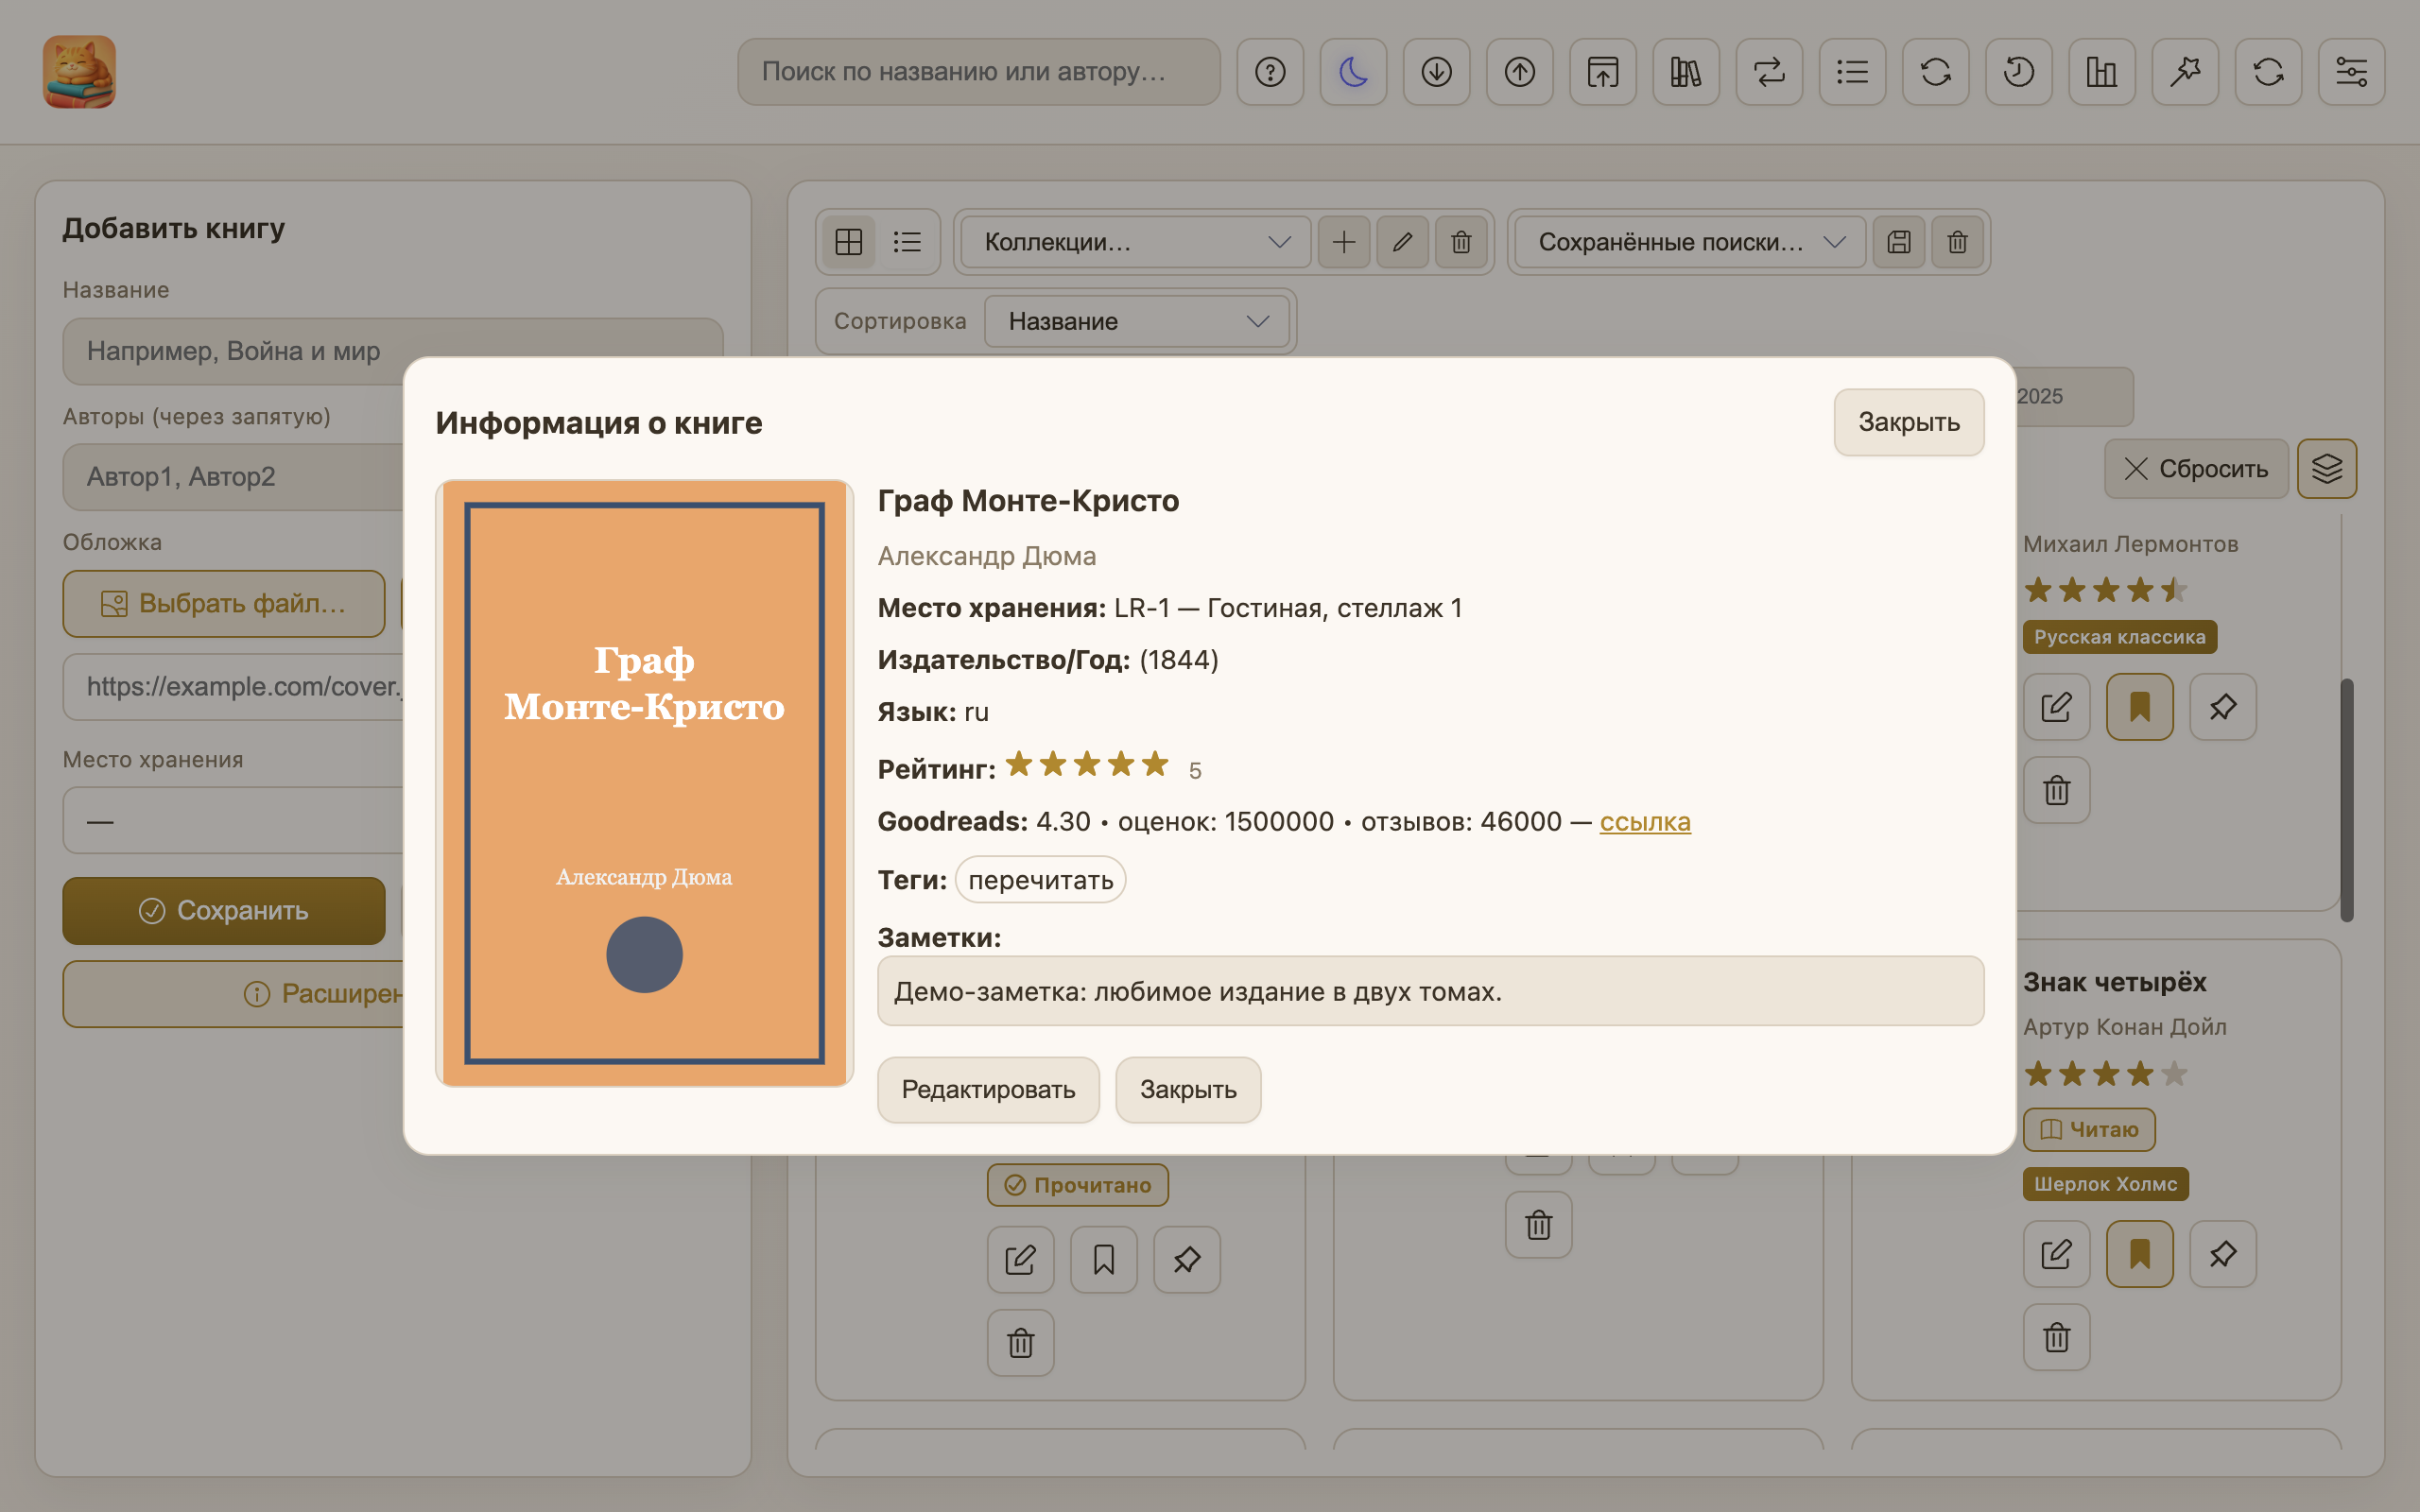 Поиск по названию или автору…
Добавить книгу
Название
Например, Война и мир
Авторы (через запятую)
Автор1, Автор2
Обложка
Выбрать файл…
https://example.com/cover.
Место хранения
—
Сохранить
Расширен
Коллекции…
Сохранённые поиски…
Сортировка
Название
2025
Сбросить
Информация о книге
Закрыть
Граф
Монте-Кристо
Александр Дюма
Граф Монте-Кристо
Александр Дюма
Место хранения: LR-1 — Гостиная, стеллаж 1
Издательство/Год: (1844)
Язык: ru
Рейтинг: ★★★★★ 5
Goodreads: 4.30 • оценок: 1500000 • отзывов: 46000 — ссылка
Теги: перечитать
Заметки:
Демо-заметка: любимое издание в двух томах.
Редактировать
Закрыть
Михаил Лермонтов
Русская классика
Знак четырёх
Артур Конан Дойл
Читаю
Шерлок Холмс
Прочитано